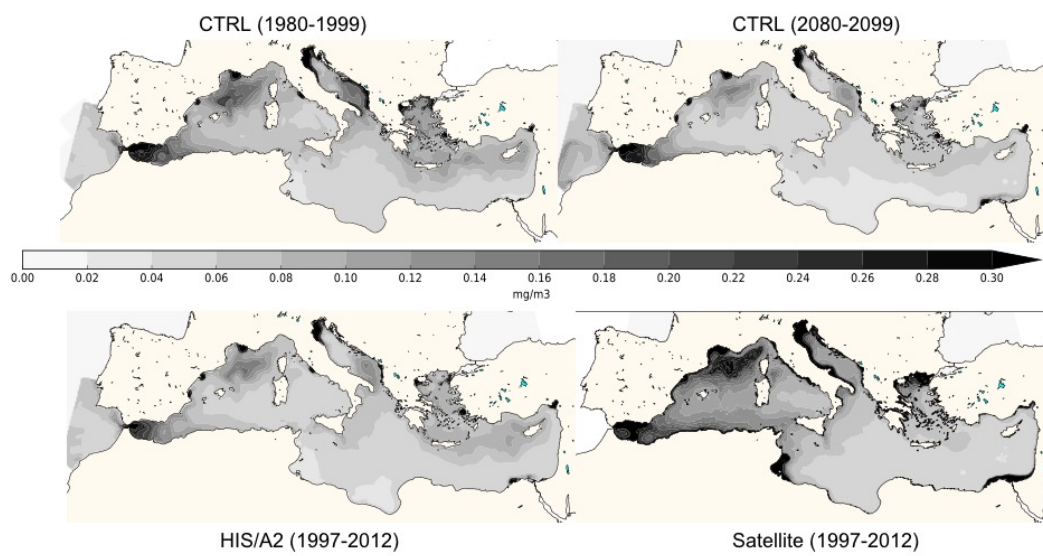 CTRL (1980-1999) CTRL (2080-2099)
0.00 0.02 0.04 0.06 0.08 0.10 0.12 0.14 0.16 0.18 0.20 0.22 0.24 0.26 0.28 0.30
mg/m3
HIS/A2 (1997-2012) Satellite (1997-2012)